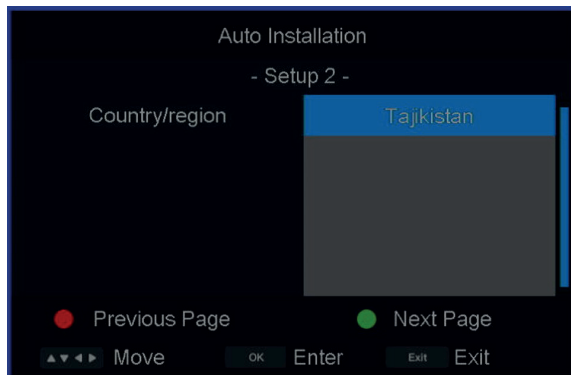 Auto Installation
- Setup 2 -
Country/region Tajikistan
Previous Page Next Page
▲▼◄► Move OK Enter Exit Exit